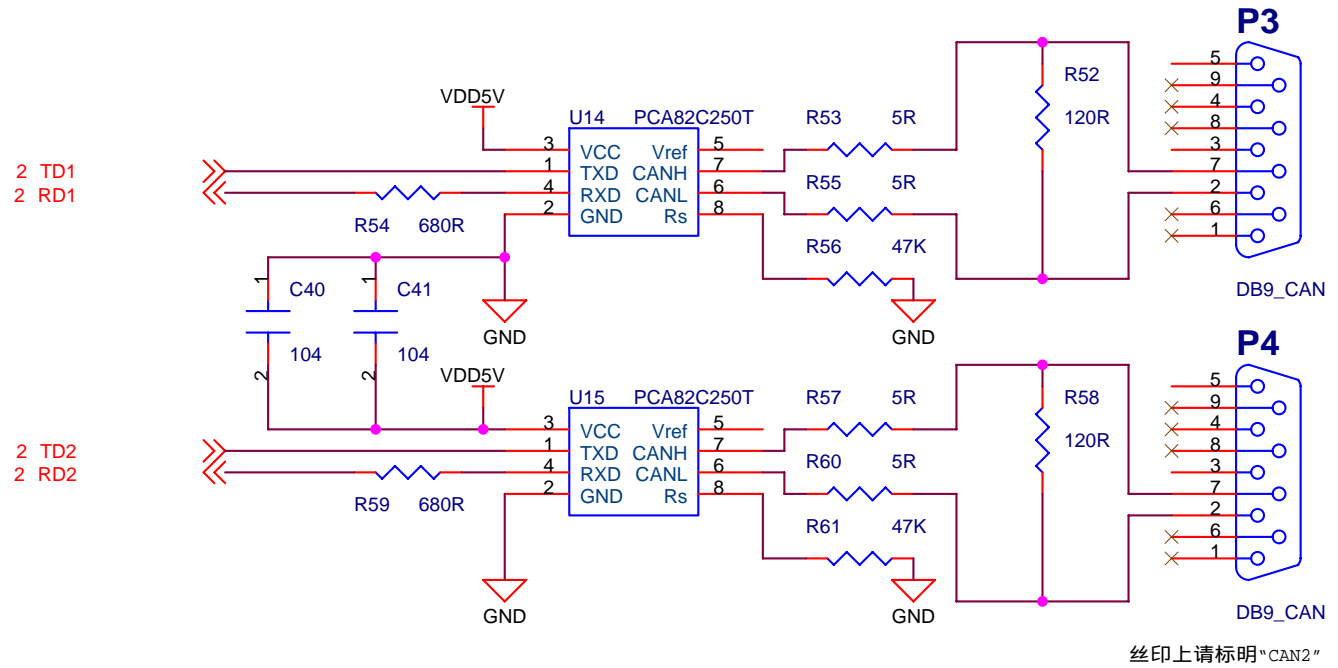 P3
5
9
4
8
3
7
2
6
1
DB9_CAN
R52
120R
VDD5V
U14 PCA82C250T
3 VCC Vref 5
1 TXD CANH 7
4 RXD CANL 6
2 GND Rs 8
R53 5R
R55 5R
R56 47K
2 TD1
2 RD1
R54 680R
GND
GND
1 C40 104 2
1 C41 104 2
P4
5
9
4
8
3
7
2
6
1
DB9_CAN
R58
120R
VDD5V
U15 PCA82C250T
3 VCC Vref 5
1 TXD CANH 7
4 RXD CANL 6
2 GND Rs 8
R57 5R
R60 5R
R61 47K
2 TD2
2 RD2
R59 680R
GND
GND
丝印上请标明“CAN2”